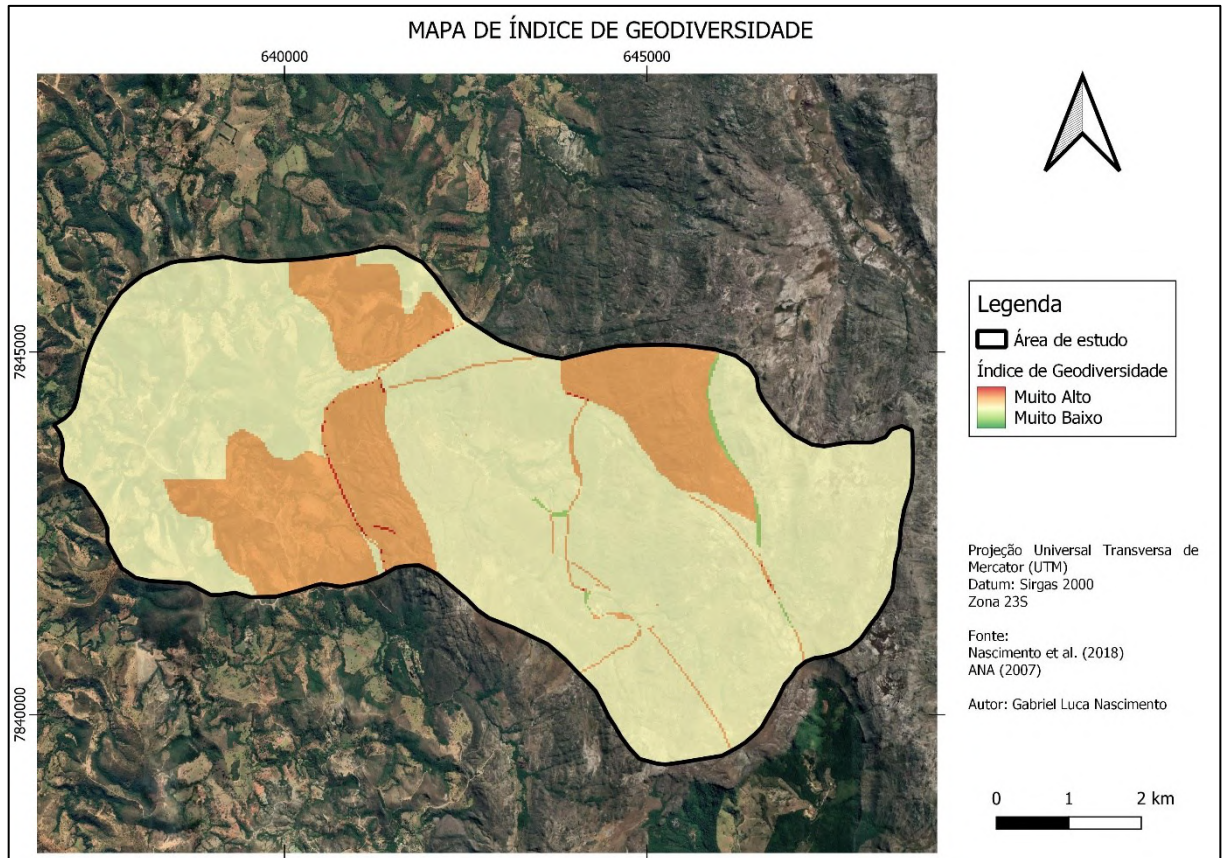 MAPA DE ÍNDICE DE GEODIVERSIDADE
640000
645000
7845000
7840000
Legenda
Área de estudo
Índice de Geodiversidade
Muito Alto
Muito Baixo
Projeção Universal Transversa de
Mercator (UTM)
Datum: Sirgas 2000
Zona 23S
Fonte:
Nascimento et al. (2018)
ANA (2007)
Autor: Gabriel Luca Nascimento
0 1 2 km